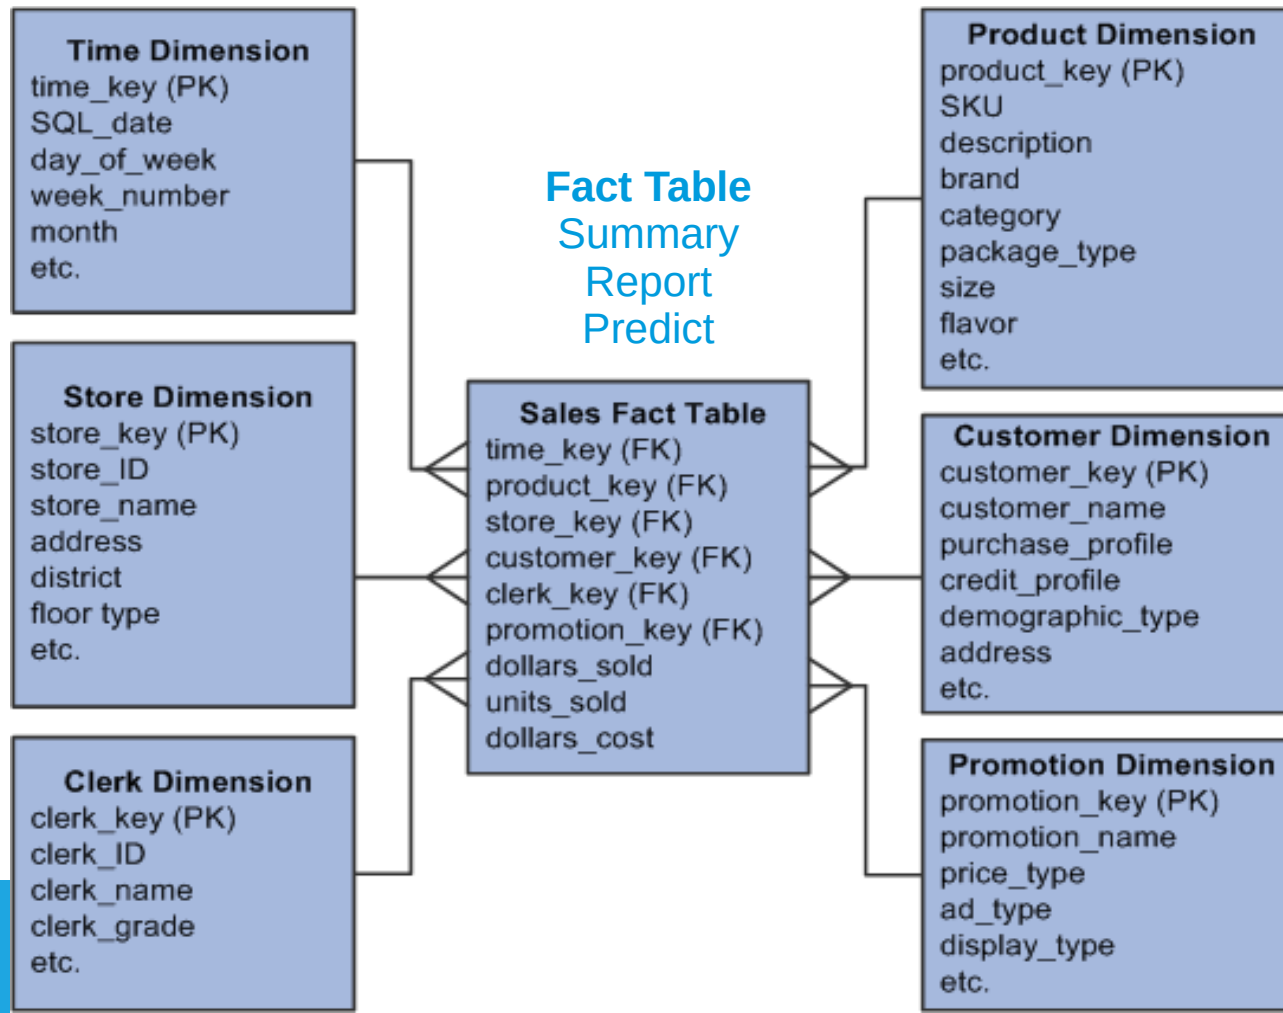 Time Dimension
time_key (PK)
SQL_date
day_of_week
week_number
month
etc.
Store Dimension
store_key (PK)
store_ID
store_name
address
district
floor type
etc.
Clerk Dimension
clerk_key (PK)
clerk_ID
clerk_name
clerk_grade
etc.
Fact Table
Summary
Report
Predict
Sales Fact Table
time_key (FK)
product_key (FK)
store_key (FK)
customer_key (FK)
clerk_key (FK)
promotion_key (FK)
dollars_sold
units_sold
dollars_cost
Product Dimension
product_key (PK)
SKU
description
brand
category
package_type
size
flavor
etc.
Customer Dimension
customer_key (PK)
customer_name
purchase_profile
credit_profile
demographic_type
address
etc.
Promotion Dimension
promotion_key (PK)
promotion_name
price_type
ad_type
display_type
etc.